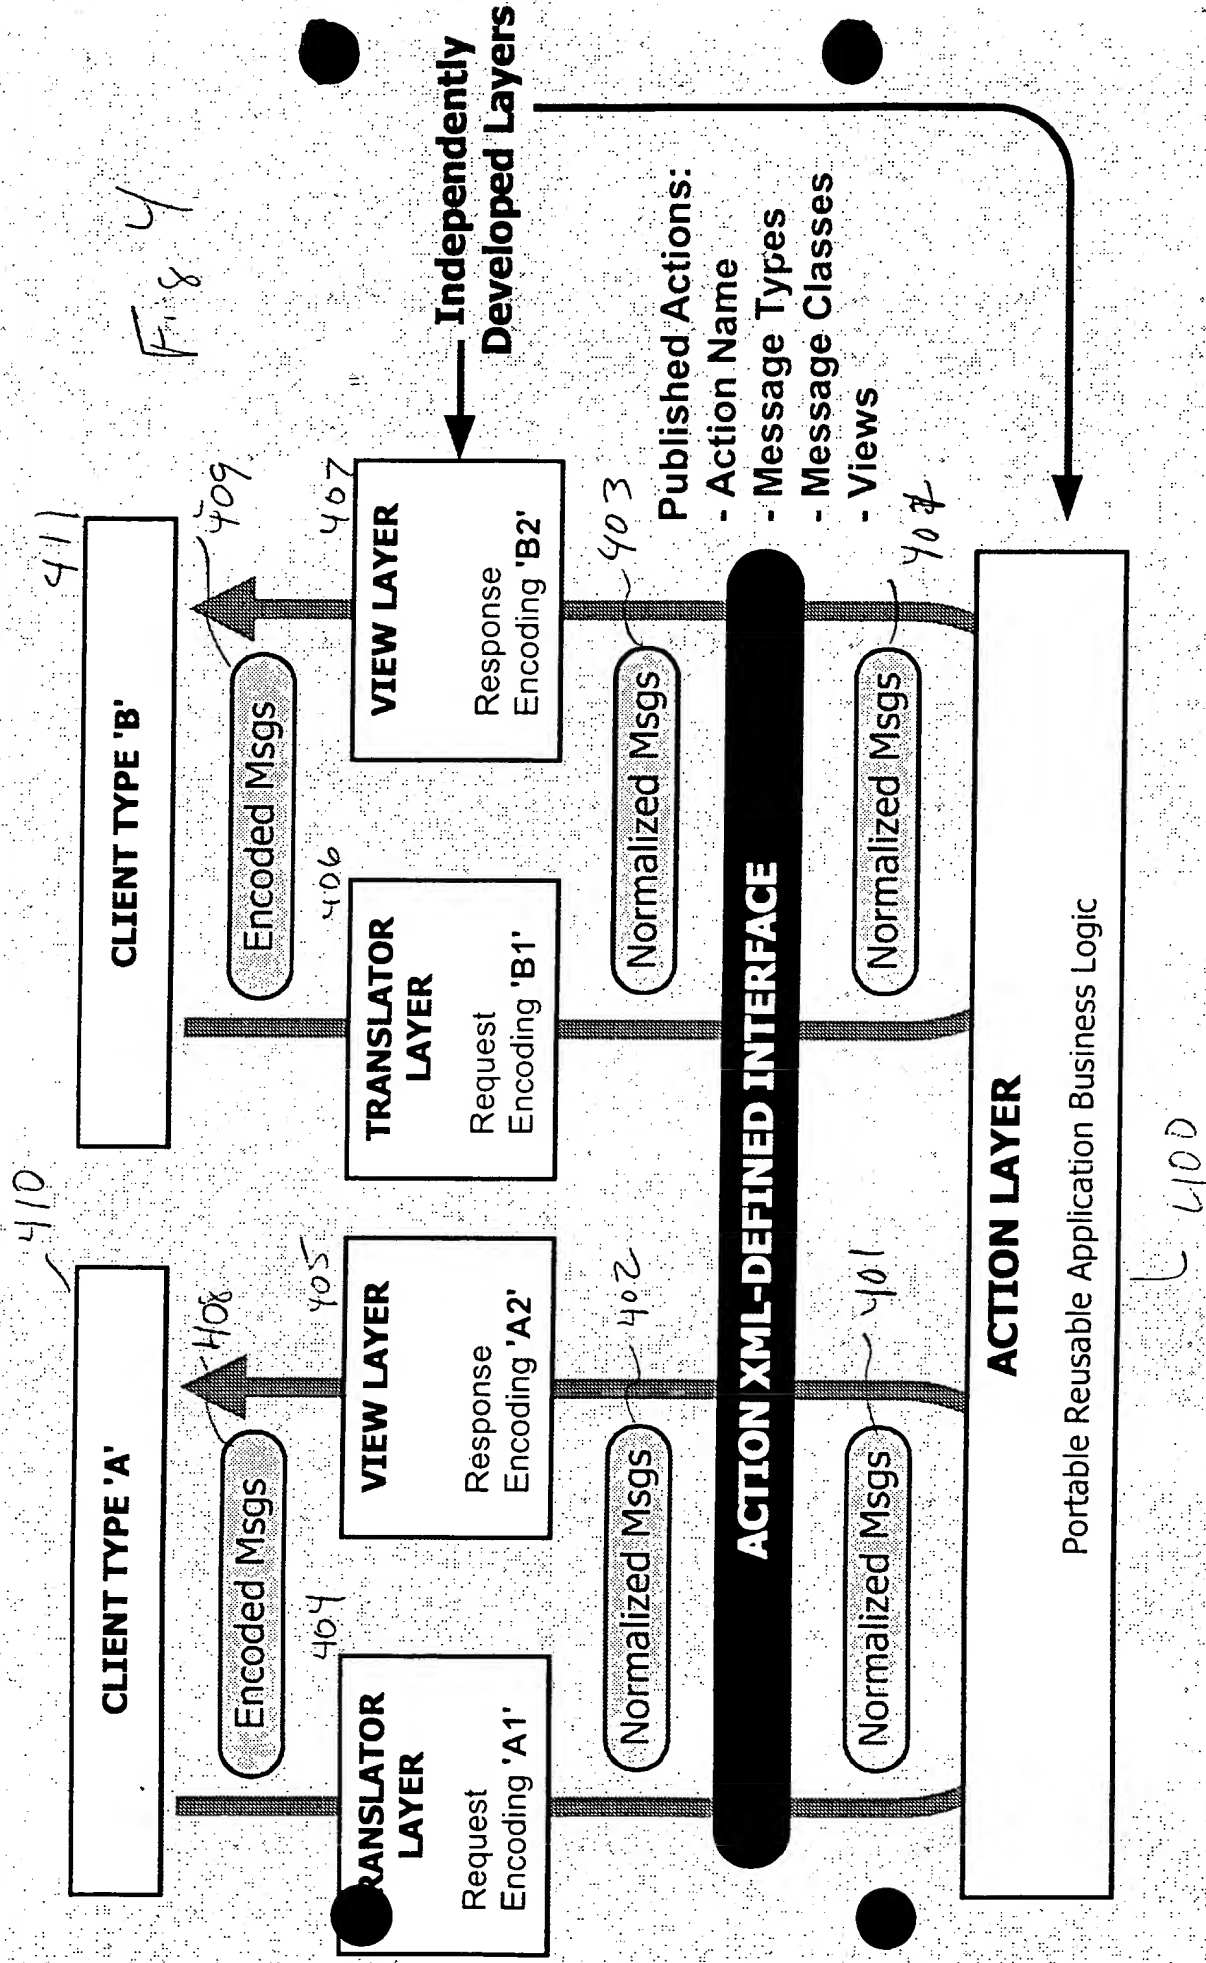 Fig 4
410
411
CLIENT TYPE 'A'
CLIENT TYPE 'B'
408
409
Encoded Msgs
Encoded Msgs
404
405
406
407
RANSLATOR
LAYER
Request
Encoding 'A1'
VIEW LAYER
Response
Encoding 'A2'
TRANSLATOR
LAYER
Request
Encoding 'B1'
VIEW LAYER
Response
Encoding 'B2'
Independently
Developed Layers
402
403
Normalized Msgs
Normalized Msgs
Published Actions:
- Action Name
- Message Types
- Message Classes
- Views
ACTION XML-DEFINED INTERFACE
401
Normalized Msgs
Normalized Msgs
ACTION LAYER
Portable Reusable Application Business Logic
400